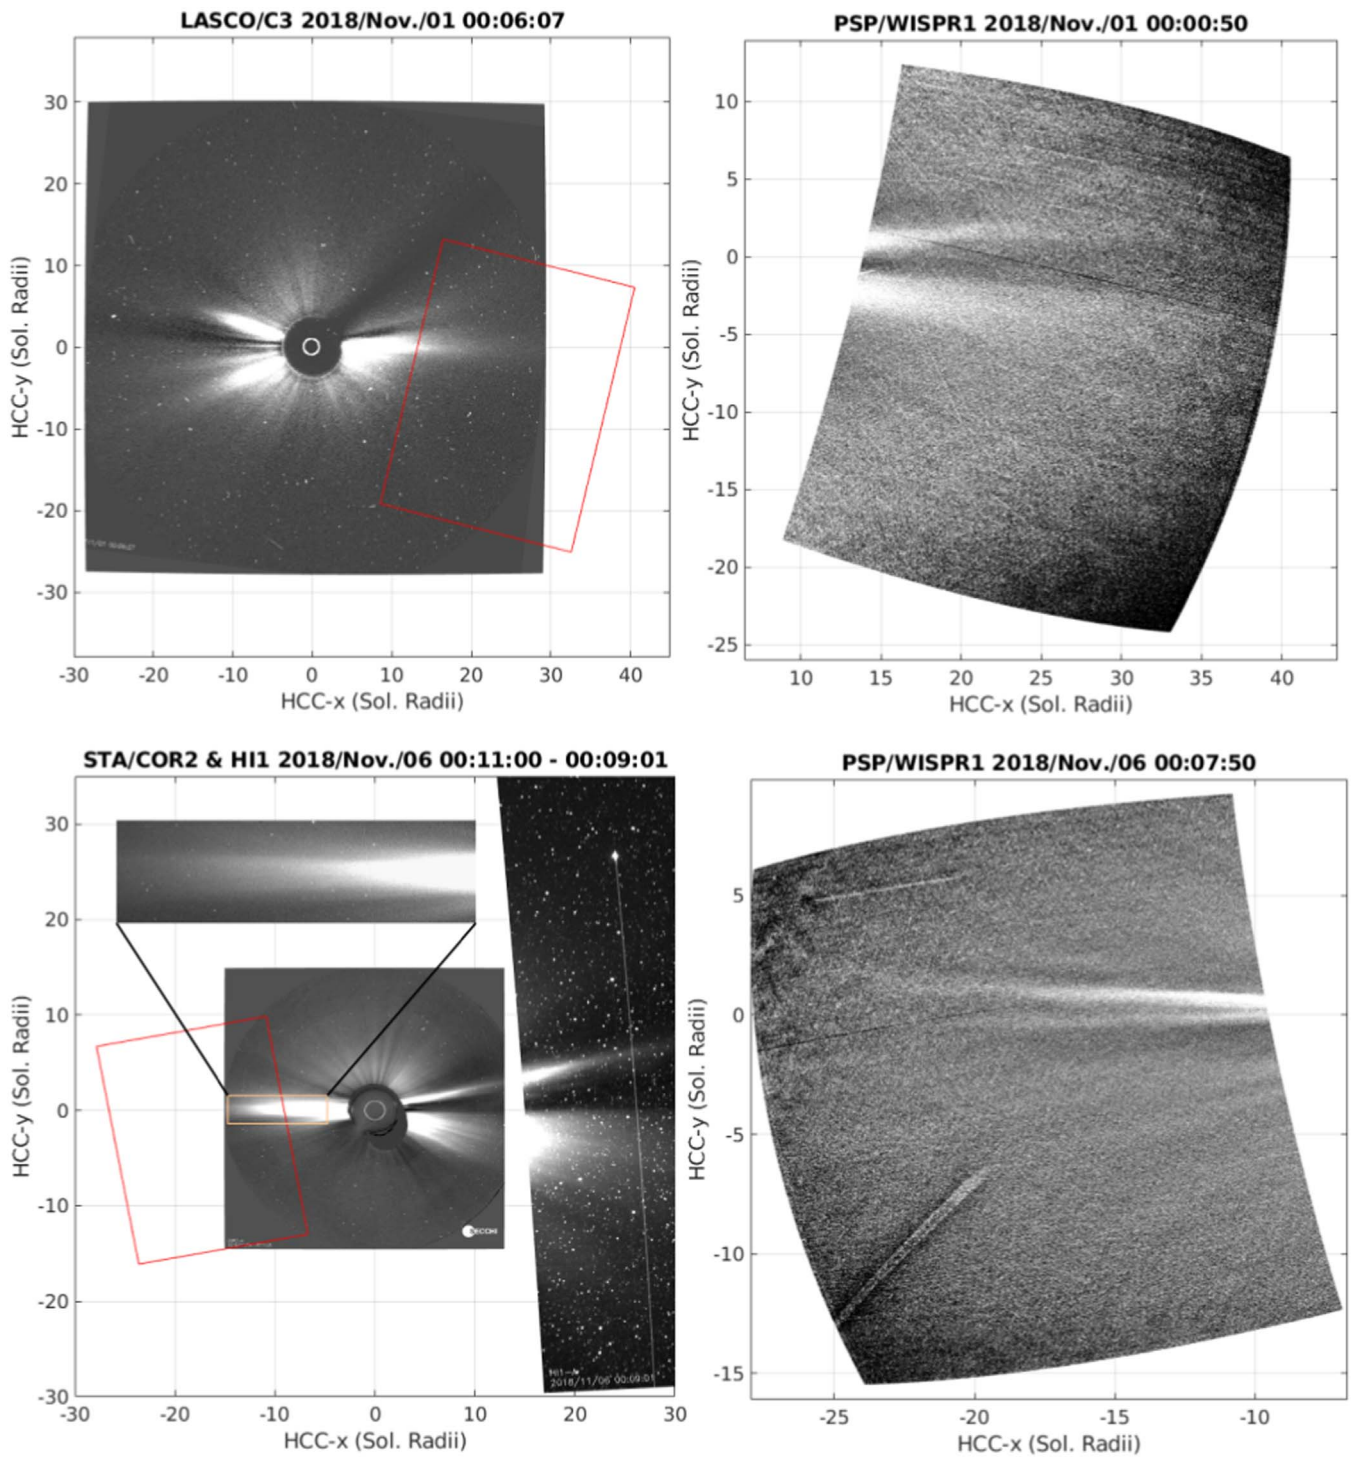 LASCO/C3 2018/Nov./01 00:06:07
30
20
10
0
-10
-20
-30
-30 -20 -10 0 10 20 30 40
HCC-x (Sol. Radii)
HCC-y (Sol. Radii)
PSP/WISPR1 2018/Nov./01 00:00:50
10
5
0
-5
-10
-15
-20
-25
10 15 20 25 30 35 40
HCC-x (Sol. Radii)
HCC-y (Sol. Radii)
STA/COR2 & HI1 2018/Nov./06 00:11:00 - 00:09:01
30
20
10
0
-10
-20
-30
-30 -20 -10 0 10 20 30
HCC-x (Sol. Radii)
HCC-y (Sol. Radii)
SECCHI
HI1-A
2018/11/06 00:09:01
PSP/WISPR1 2018/Nov./06 00:07:50
5
0
-5
-10
-15
-25 -20 -15 -10
HCC-x (Sol. Radii)
HCC-y (Sol. Radii)